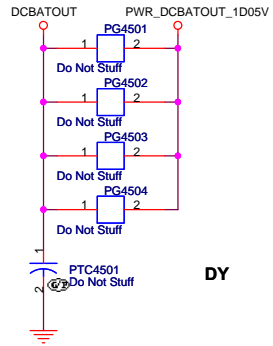 DCBATOUT PWR_DCBATOUT_1D05V
PG4501
1 2
Do Not Stuff
PG4502
1 2
Do Not Stuff
PG4503
1 2
Do Not Stuff
PG4504
1 2
Do Not Stuff
1
PTC4501
2 Do Not Stuff
DY